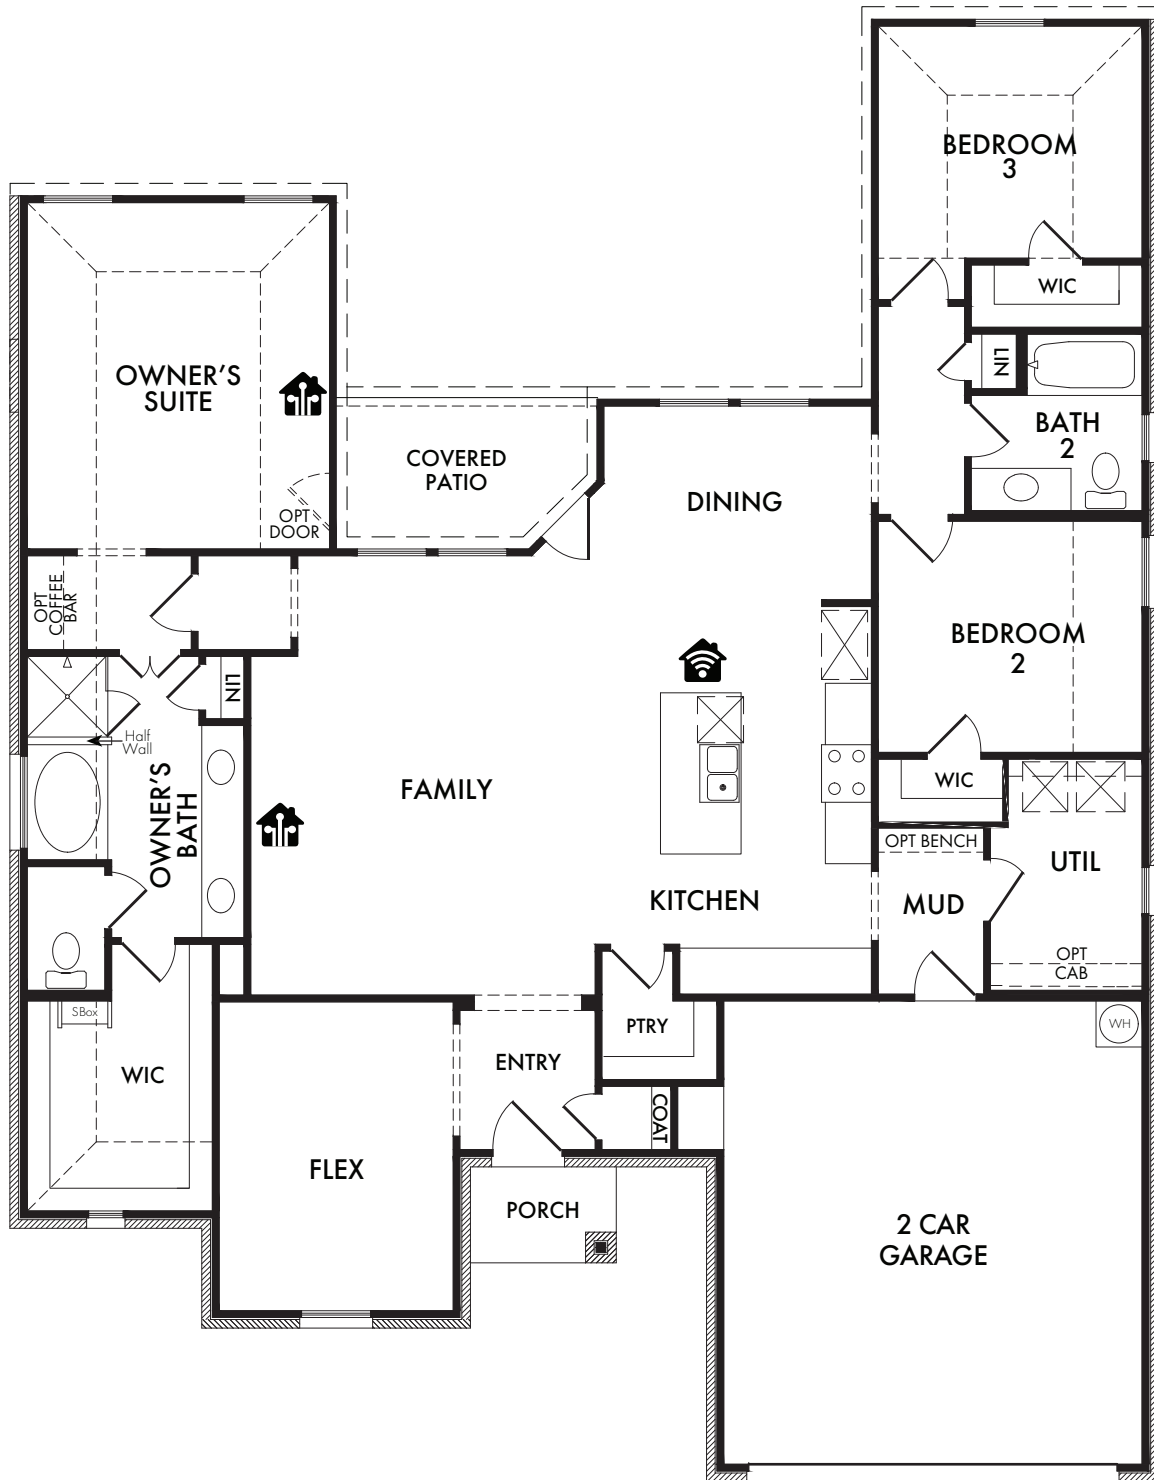 BEDROOM
3
WIC
LIN
BATH
2
OWNER'S
SUITE
COVERED
PATIO
OPT
DOOR
DINING
OPT
COFFEE
BAR
BEDROOM
2
LIN
Half
Wall
OWNER'S
BATH
FAMILY
WIC
OPT BENCH
UTIL
KITCHEN
MUD
OPT
CAB
SBox
WIC
PTRY
WH
ENTRY
COAT
FLEX
PORCH
2 CAR
GARAGE